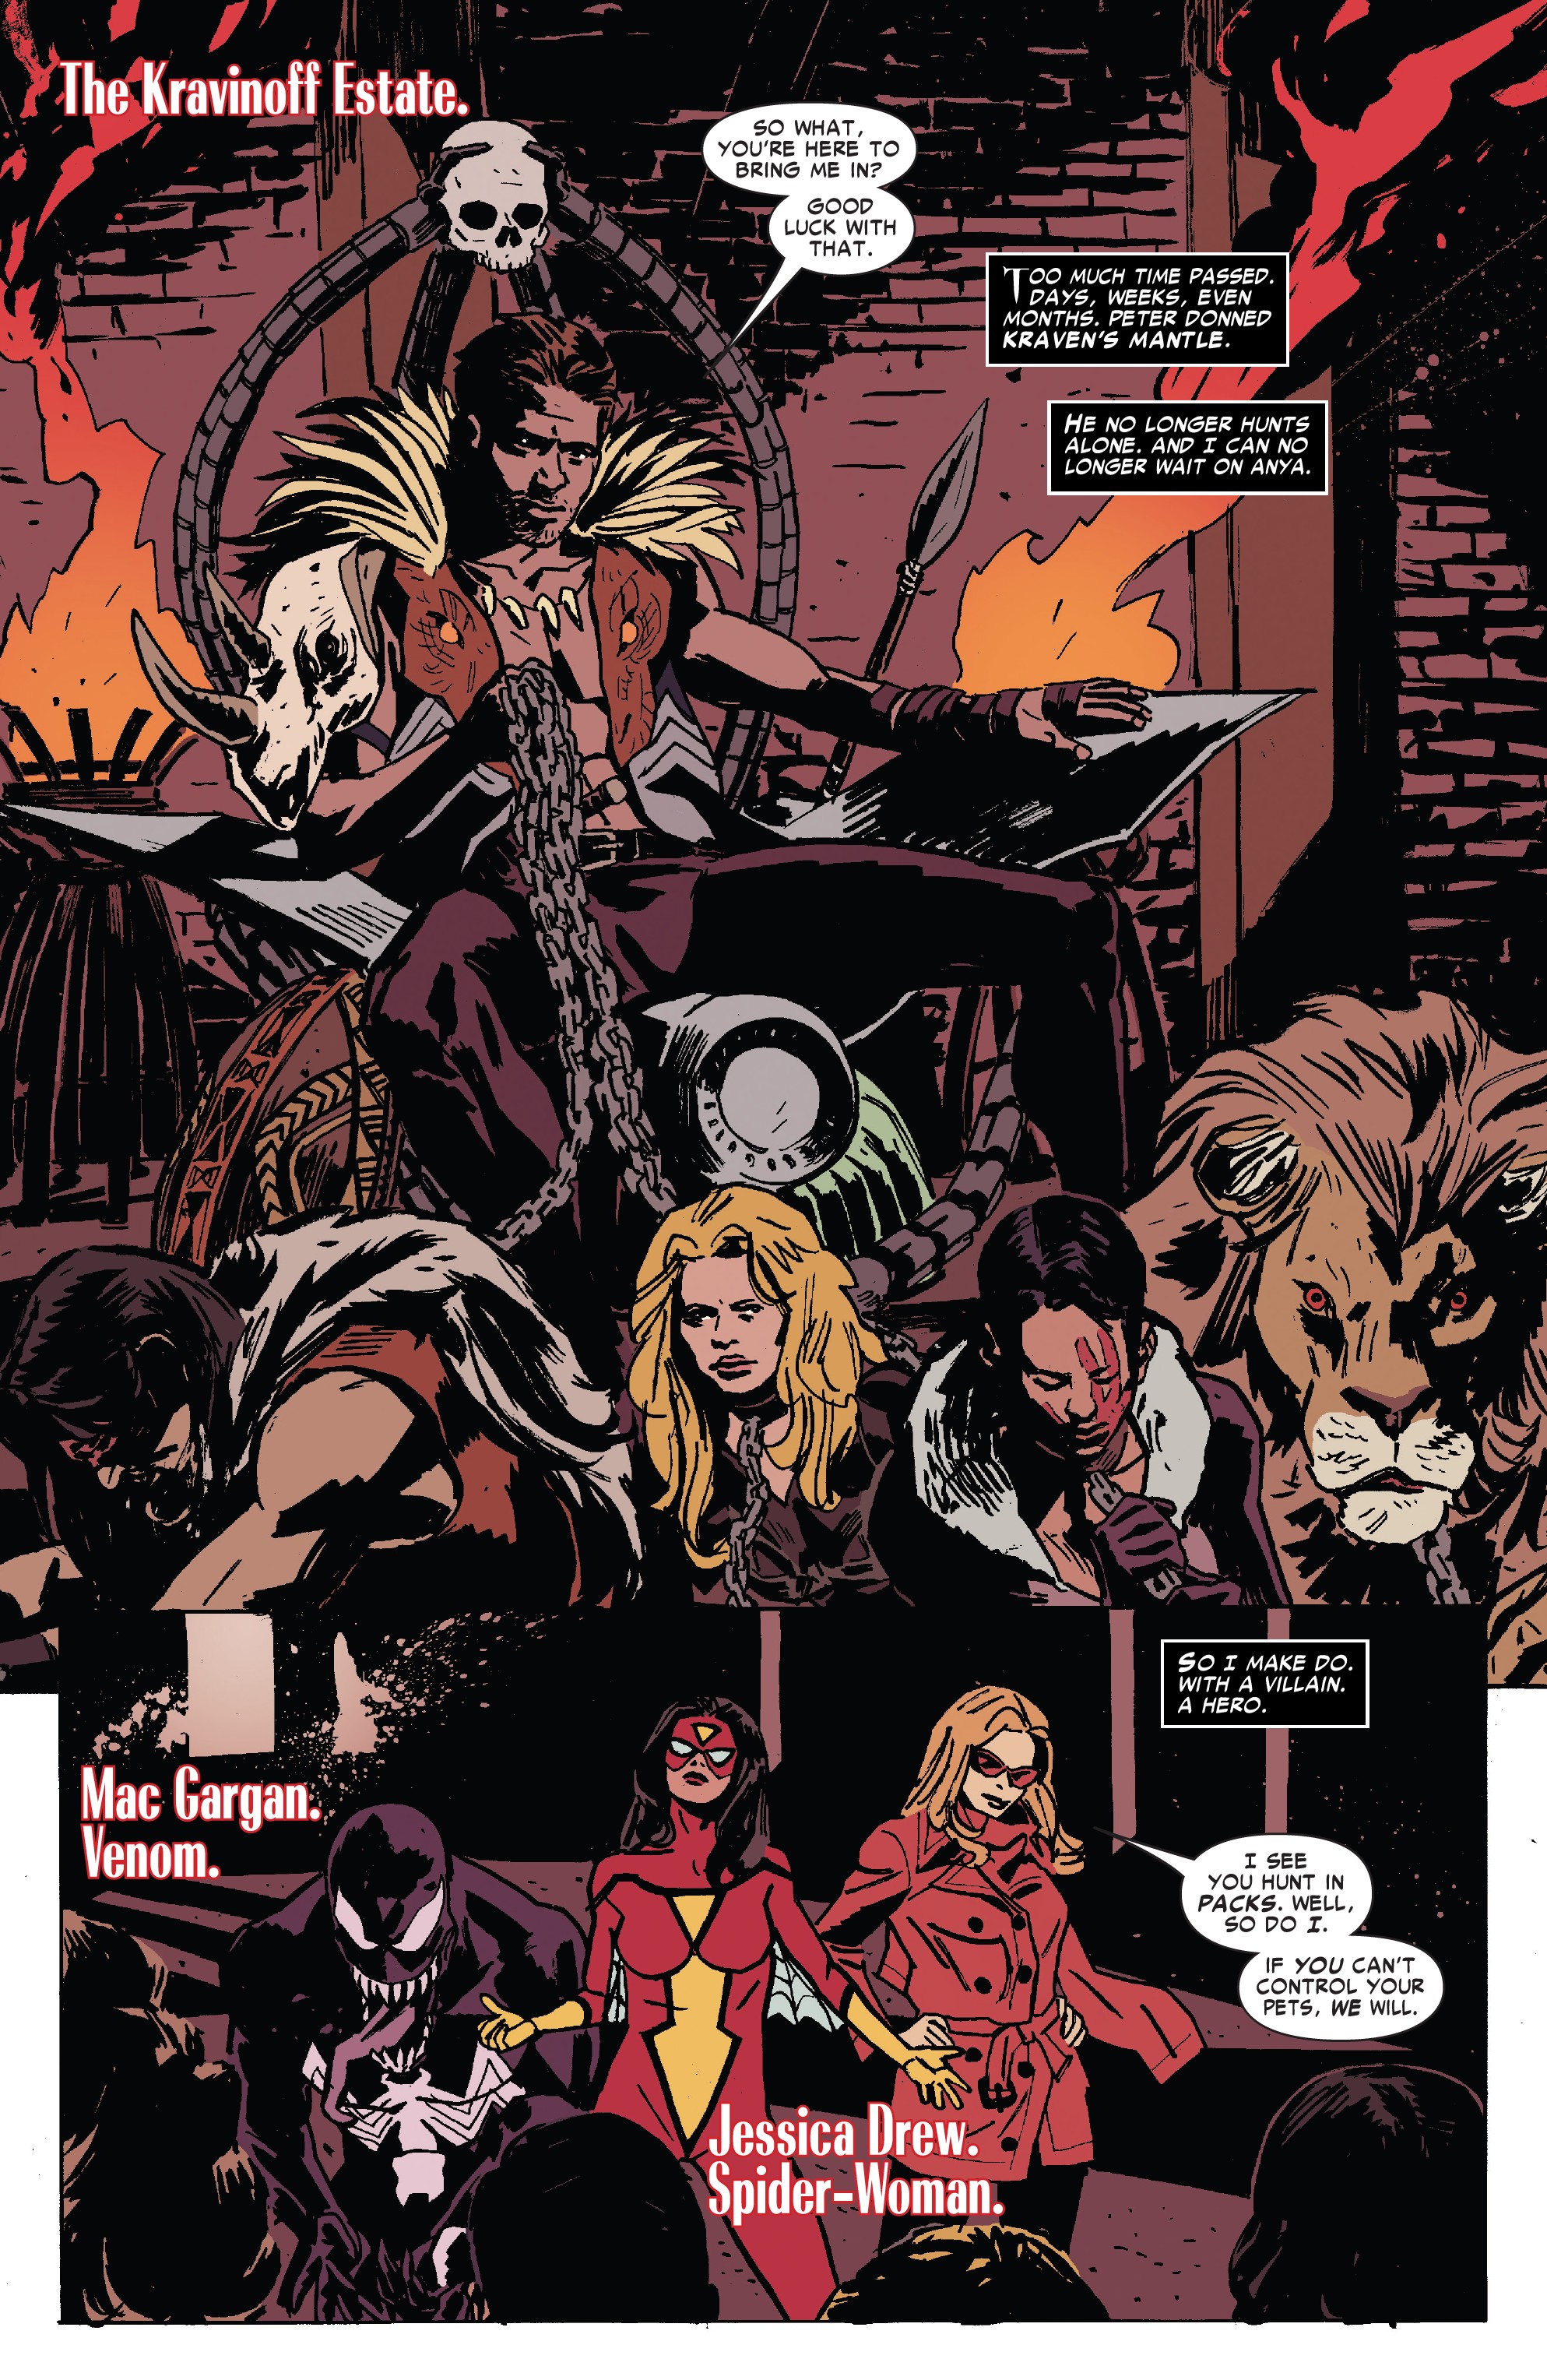 The Kravinoff Estate.
SO WHAT,
YOU'RE HERE TO
BRING ME IN?
GOOD
LUCK WITH
THAT.
TOO MUCH TIME PASSED.
DAYS, WEEKS, EVEN
MONTHS. PETER DONNED
KRAVEN'S MANTLE.
HE NO LONGER HUNTS
ALONE. AND I CAN NO
LONGER WAIT ON ANYA.
SO I MAKE DO.
WITH A VILLAIN.
A HERO.
Mac Gargan.
Venom.
I SEE
YOU HUNT IN
PACKS. WELL,
SO DO I.
IF YOU CAN'T
CONTROL YOUR
PETS, WE WILL.
Jessica Drew.
Spider-Woman.